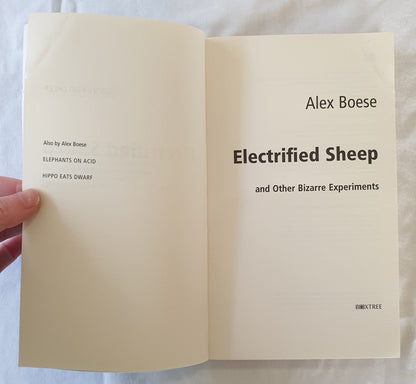 Also by Alex Boese
ELEPHANTS ON ACID
HIPPO EATS DWARF
Alex Boese
Electrified Sheep
and Other Bizarre Experiments
BOXTREE